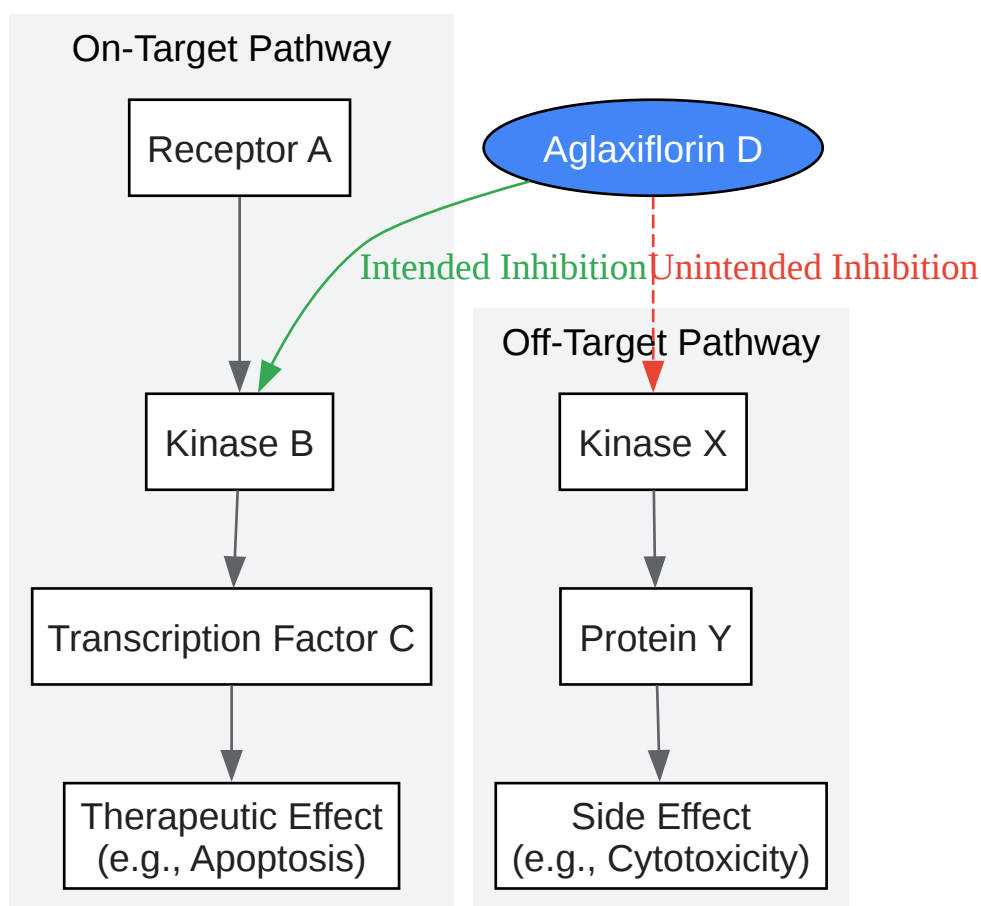 On-Target Pathway
Receptor A
Aglaxiflorin D
Intended Inhibition
Unintended Inhibition
Off-Target Pathway
Kinase B
Kinase X
Transcription Factor C
Protein Y
Therapeutic Effect
(e.g., Apoptosis)
Side Effect
(e.g., Cytotoxicity)